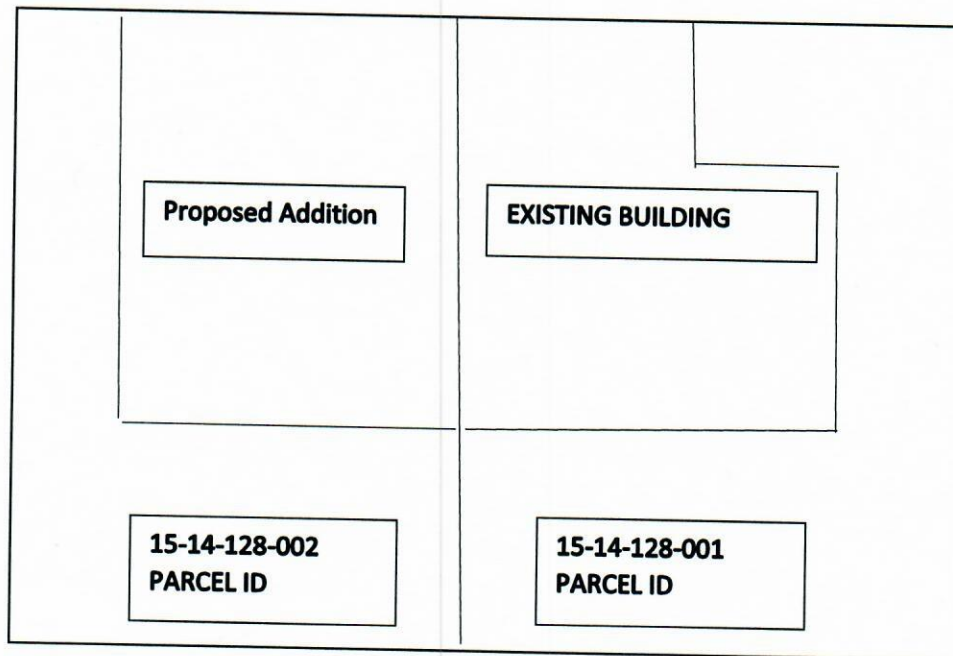 Proposed Addition
EXISTING BUILDING
15-14-128-002
PARCEL ID
15-14-128-001
PARCEL ID